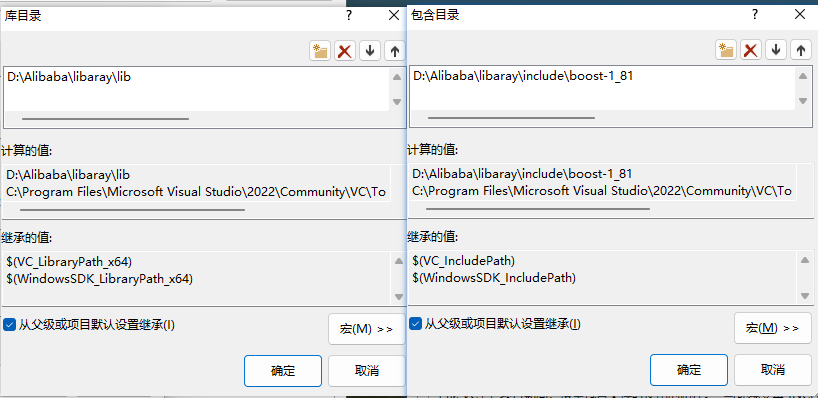 库目录
?
D:\Alibaba\libaray\lib
计算的值:
D:\Alibaba\libaray\lib
C:\Program Files\Microsoft Visual Studio\2022\Community\VC\To
继承的值:
$(VC_LibraryPath_x64)
$(WindowsSDK_LibraryPath_x64)
从父级或项目默认设置继承(I)
宏(M) >>
确定
取消
包含目录
?
D:\Alibaba\libaray\include\boost-1_81
计算的值:
D:\Alibaba\libaray\include\boost-1_81
C:\Program Files\Microsoft Visual Studio\2022\Community\VC\To
继承的值:
$(VC_IncludePath)
$(WindowsSDK_IncludePath)
从父级或项目默认设置继承(I)
宏(M) >>
确定
取消